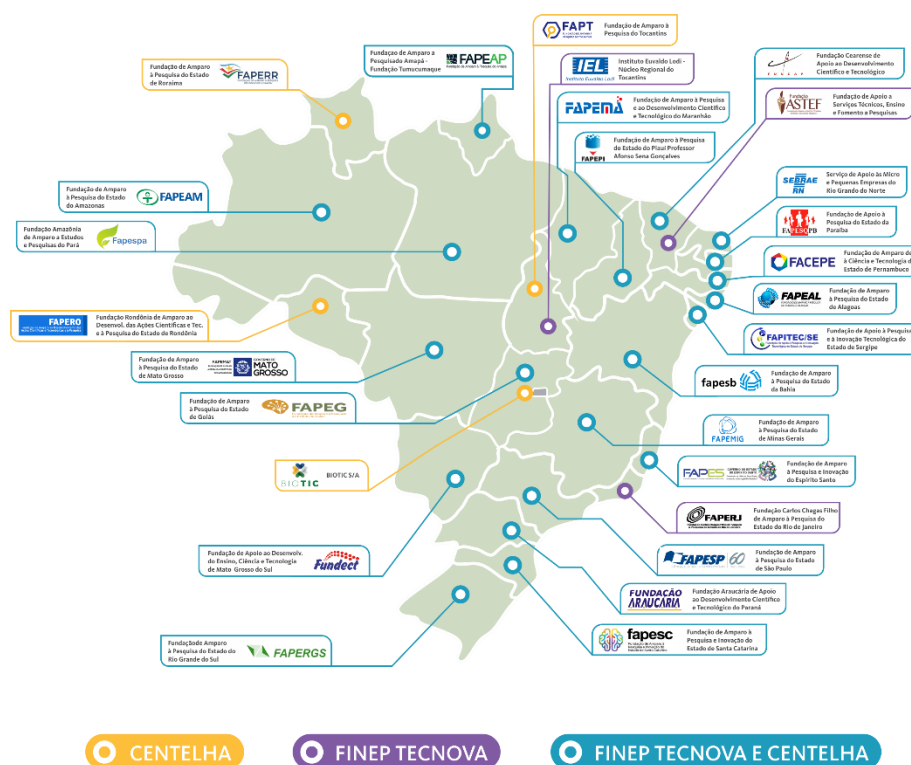 FAPT
Fundação de Amparo à
Pesquisa do Tocantins
Fundação de Amparo a
Pesquisado Amapá -
Fundação Tumucumaque
FAPEAP
Fundação de Amparo
à Pesquisa do Estado de
Roraima
FAPERR
IEL
Instituto Euvaldo Lodi
Instituto Euvaldo Lodi -
Núcleo Regional do
Tocantins
Fundação Cearense de
Apoio ao Desenvolvimento
Científico e Tecnológico
FUNCAP
FAPEMA
Fundação de Amparo à Pesquisa
e ao Desenvolvimento Científico
e Tecnológico do Maranhão
Fundação
ASTEF
Fundação de Apoio a
Serviços Técnicos, Ensino
e Fomento a Pesquisas
FAPEPI
Fundação de Amparo à Pesquisa
de Estado do Piauí Professor
Afonso Sena Gonçalves
SEBRAE
RN
Serviço de Apoio às Micro
e Pequenas Empresas do
Rio Grande do Norte
Fundação de Amparo
à Pesquisa do Estado
do Amazonas
FAPEAM
FAPESQPB
Fundação de Apoio à
Pesquisa do Estado da
Paraíba
Fundação Amazônia
de Amparo a Estudos
e Pesquisas do Pará
Fapespa
FACEPE
Fundação de Amparo de
à Ciência e Tecnologia d
Estado de Pernambuco
FAPEAL
Fundação de Amparo
à Pesquisa do Estado
de Alagoas
FAPERO
Fundação Rondônia de Amparo ao
Desenvol. das Ações Científicas e Tec.
e à Pesquisa do Estado de Rondônia
FAPITEC/SE
Fundação de Apoio à Pesquisa
e à Inovação Tecnológica do
Estado de Sergipe
Fundação de Amparo
à Pesquisa do Estado
de Mato Grosso
FAPEMAT
MATO
GROSSO
fapesb
Fundação de Amparo
à Pesquisa do Estado
da Bahia
Fundação de Amparo
à Pesquisa do Estado
de Goiás
FAPEG
FAPEMIG
Fundação de Amparo
à Pesquisa do Estado
de Minas Gerais
BIOTIC
BIOTIC S/A
FAPES
Fundação de Amparo
à Pesquisa e Inovação
do Espírito Santo
FAPERJ
Fundação Carlos Chagas Filho
de Amparo à Pesquisa do
Estado do Rio de Janeiro
Fundação de Apoio ao Desenvolv.
do Ensino, Ciência e Tecnologia
de Mato Grosso do Sul
Fundect
FAPESP 60
Fundação de Amparo
à Pesquisa do Estado
de São Paulo
FUNDAÇÃO
ARAUCÁRIA
Fundação Araucária de Apoio
ao Desenvolvimento Científico
e Tecnológico do Paraná
Fundaçãodo Amparo
à Pesquisa do Estado do
Rio Grande do Sul
FAPERGS
fapesc
Fundação de Amparo à
Pesquisa e Inovação do
Estado de Santa Catarina
CENTELHA
FINEP TECNOVA
FINEP TECNOVA E CENTELHA